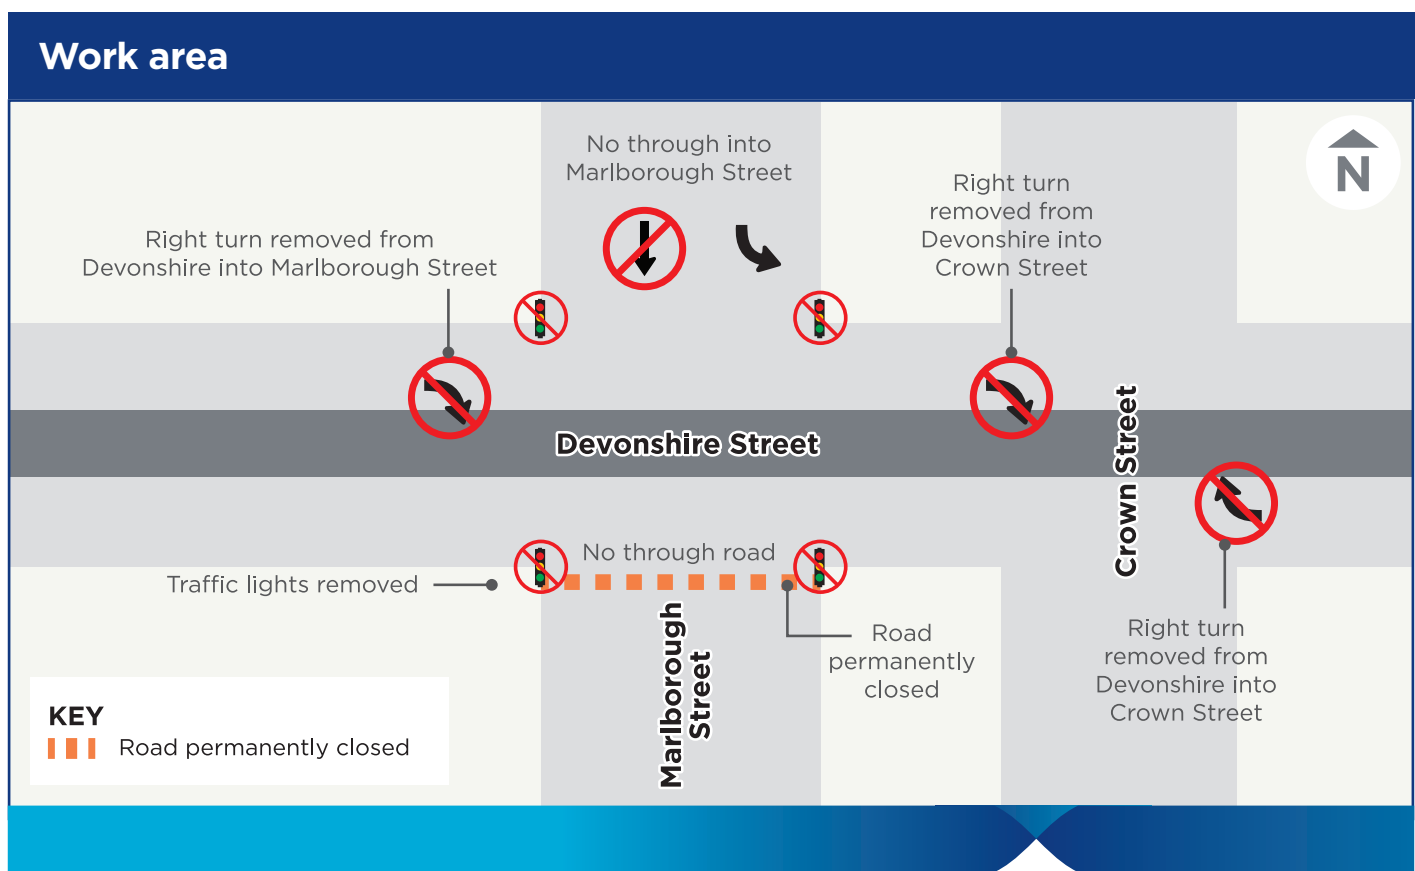 Work area
No through into
Marlborough Street
N
Right turn
removed from
Devonshire into
Crown Street
Right turn removed from
Devonshire into Marlborough Street
Devonshire Street
Crown Street
No through road
Traffic lights removed
Marlborough
Street
Road
permanently
closed
Right turn
removed from
Devonshire into
Crown Street
KEY
Road permanently closed